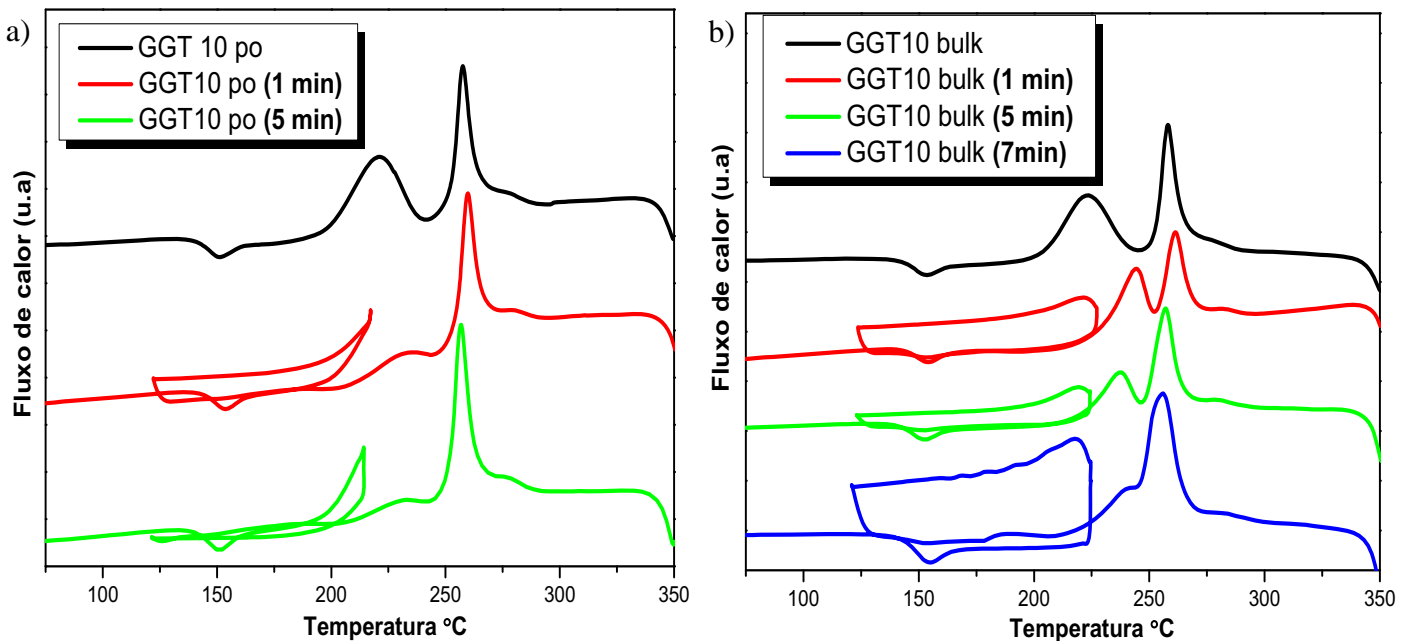 a)
GGT 10 po
GGT10 po (1 min)
GGT10 po (5 min)
Fluxo de calor (u.a)
100 150 200 250 300 350
Temperatura °C
b)
GGT10 bulk
GGT10 bulk (1 min)
GGT10 bulk (5 min)
GGT10 bulk (7min)
Fluxo de calor (u.a)
100 150 200 250 300 350
Temperatura °C